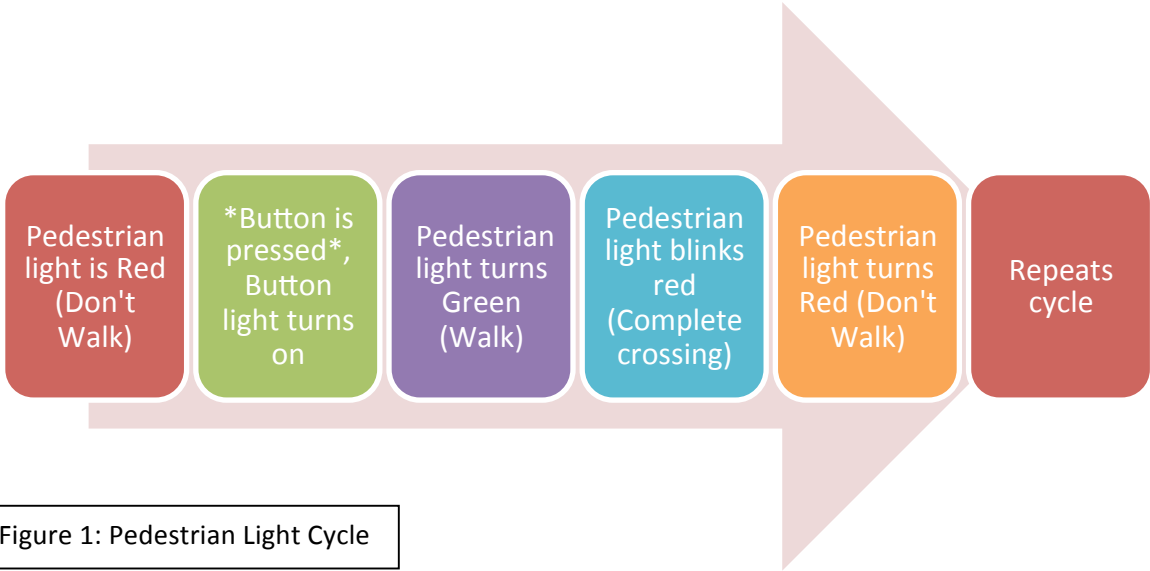 Pedestrian
light is Red
(Don't
Walk)
*Button is
pressed*,
Button
light turns
on
Pedestrian
light turns
Green
(Walk)
Pedestrian
light blinks
red
(Complete
crossing)
Pedestrian
light turns
Red (Don't
Walk)
Repeats
cycle
Figure 1: Pedestrian Light Cycle